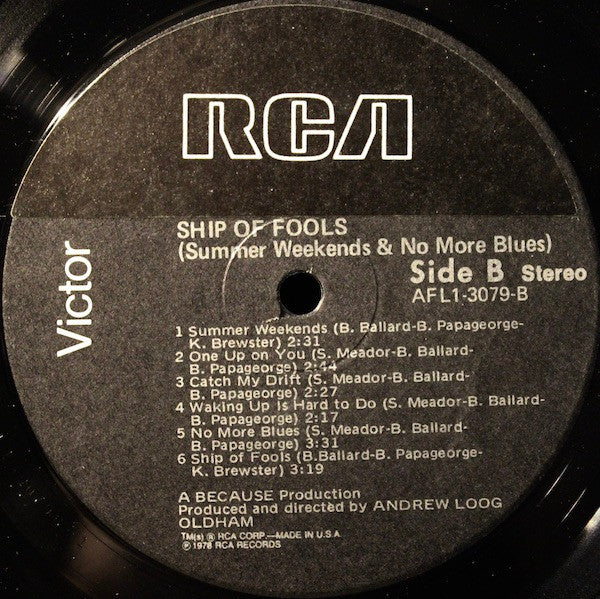 RCA
Victor
SHIP OF FOOLS
(Summer Weekends & No More Blues)
Side B Stereo
AFL1-3079-B
1 Summer Weekends (B. Ballard-B. Papageorge-
K. Brewster) 2:31
2 One Up on You (S. Meador-B. Ballard-
B. Papageorge) 2:44
3 Catch My Drift (S. Meador-B. Ballard-
B. Papageorge) 2:27
4 Waking Up is Hard to Do (S. Meador-B. Ballard-
B. Papageorge) 2:17
5 No More Blues (S. Meador-B. Ballard-
B. Papageorge) 3:31
6 Ship of Fools (B.Ballard-B. Papageorge-
K. Brewster) 3:19
A BECAUSE Production
Produced and directed by ANDREW LOOG
OLDHAM
TM(s) ® RCA CORP.—MADE IN U.S.A
℗ 1978 RCA RECORDS